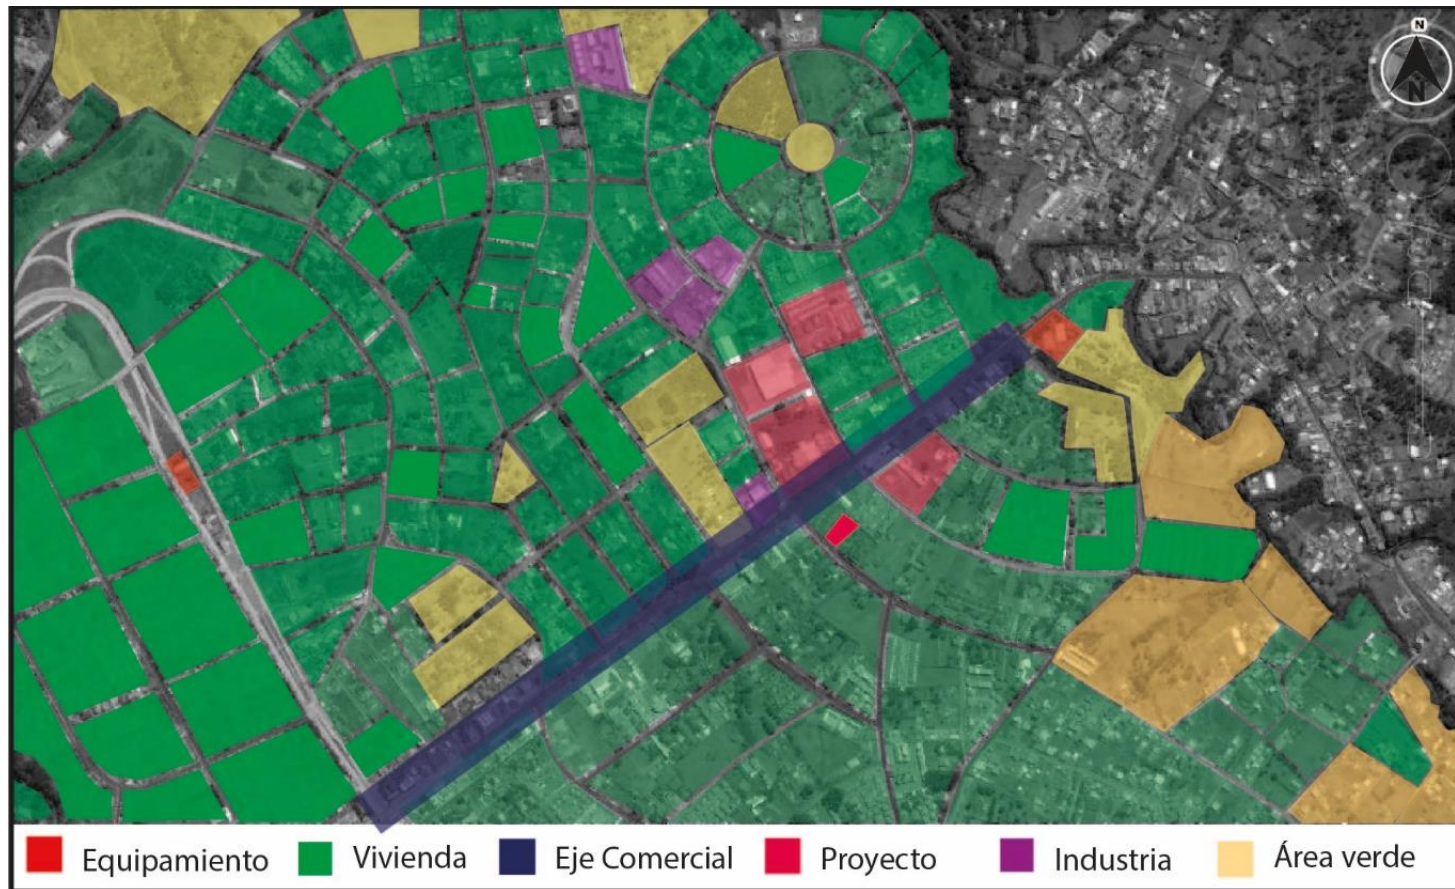 N
N
Equipamiento
Vivienda
Eje Comercial
Proyecto
Industria
Área verde